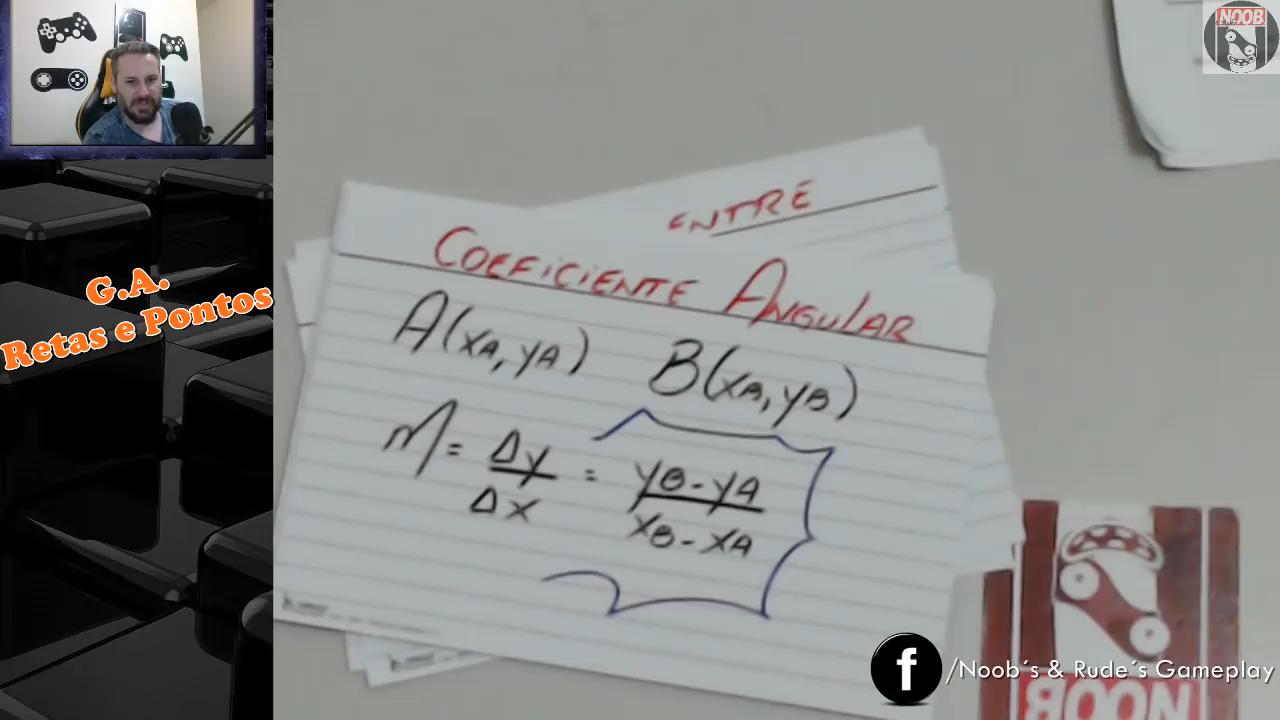 NOOB
ENTRE
COEFICIENTE ANGULAR
A(XA, YA) B(XB, YB)
M = Δy/Δx = YB - YA/XB - XA
G.A.
Retas e Pontos
f /Noob´s & Rude´s Gameplay
NOOB